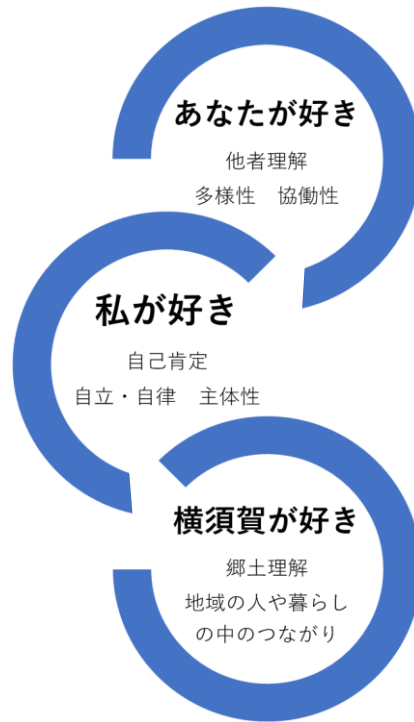 あなたが好き
他者理解
多様性　協働性
私が好き
自己肯定
自立・自律　主体性
横須賀が好き
郷土理解
地域の人や暮らし
の中のつながり